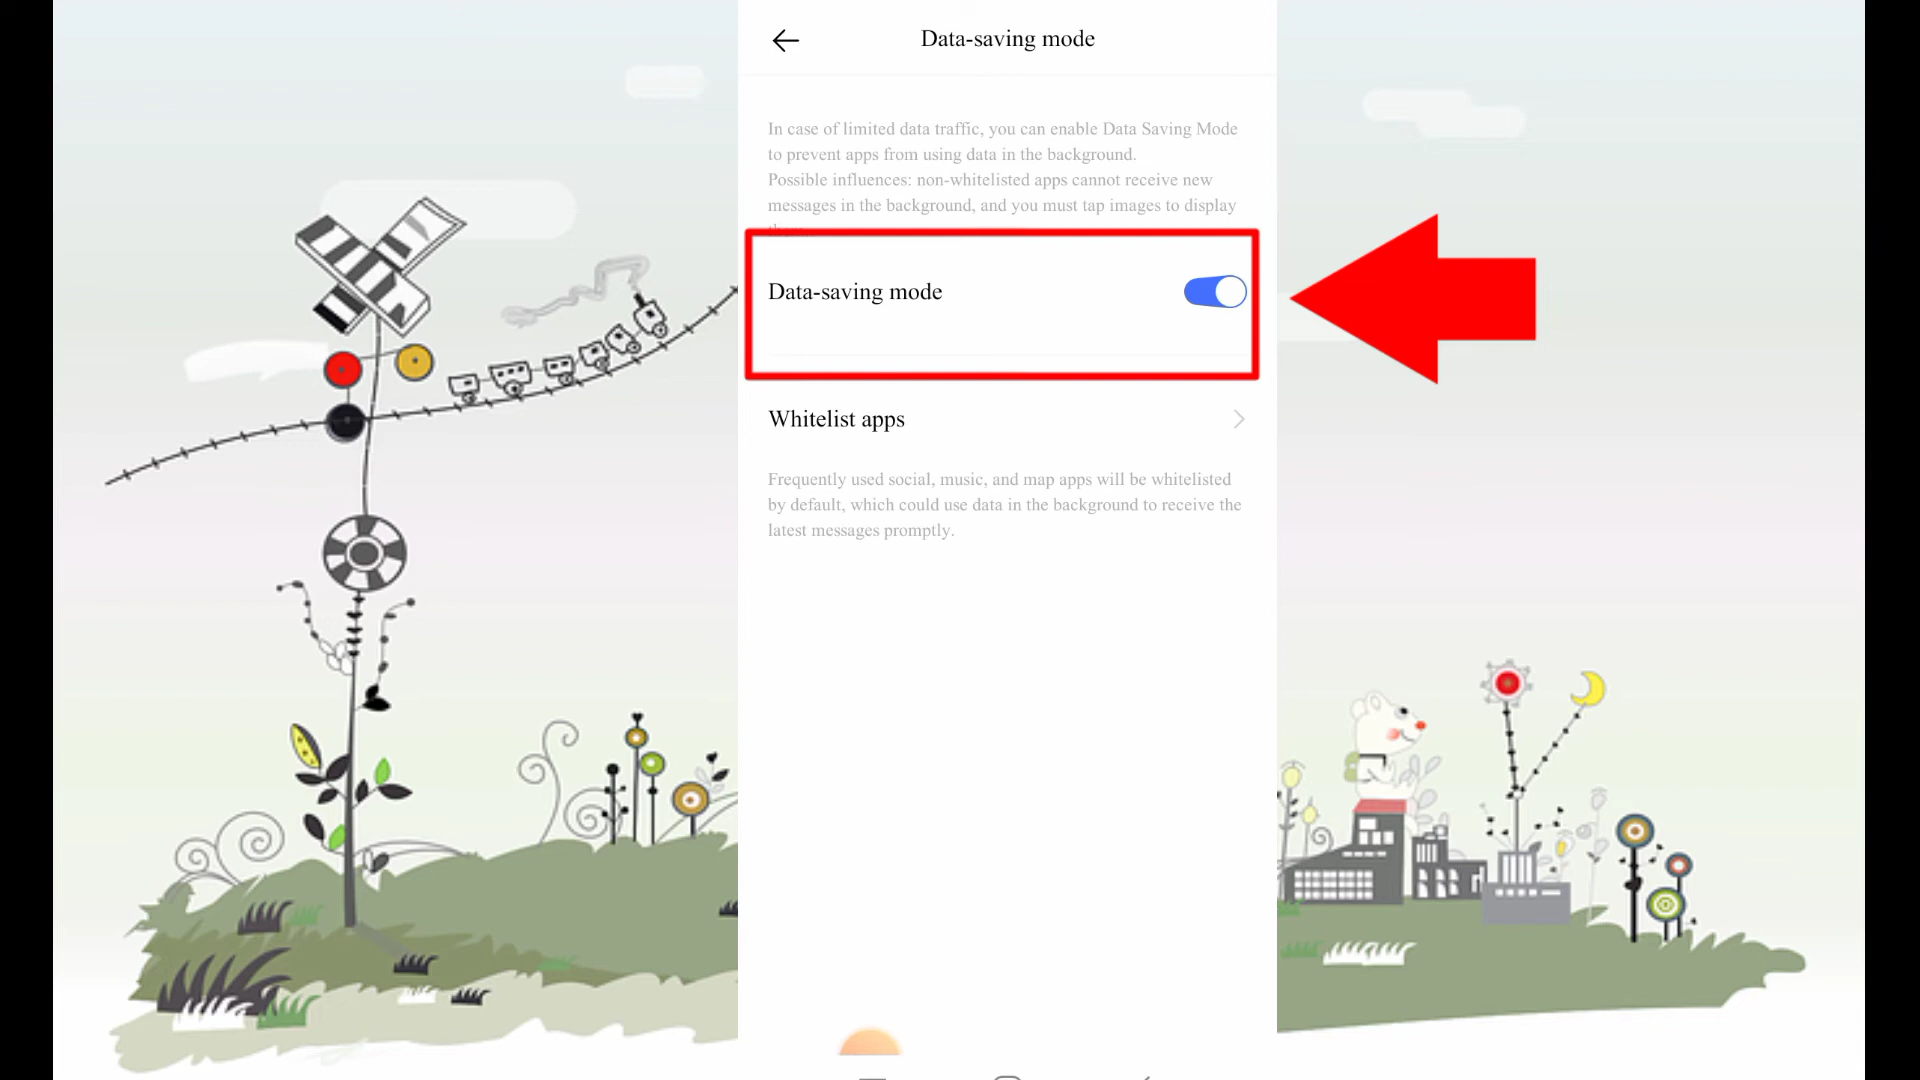 Data-saving mode
In case of limited data traffic, you can enable Data Saving Mode
to prevent apps from using data in the background.
Possible influences: non-whitelisted apps cannot receive new
messages in the background, and you must tap images to display
Data-saving mode
Whitelist apps
Frequently used social, music, and map apps will be whitelisted
by default, which could use data in the background to receive the
latest messages promptly.